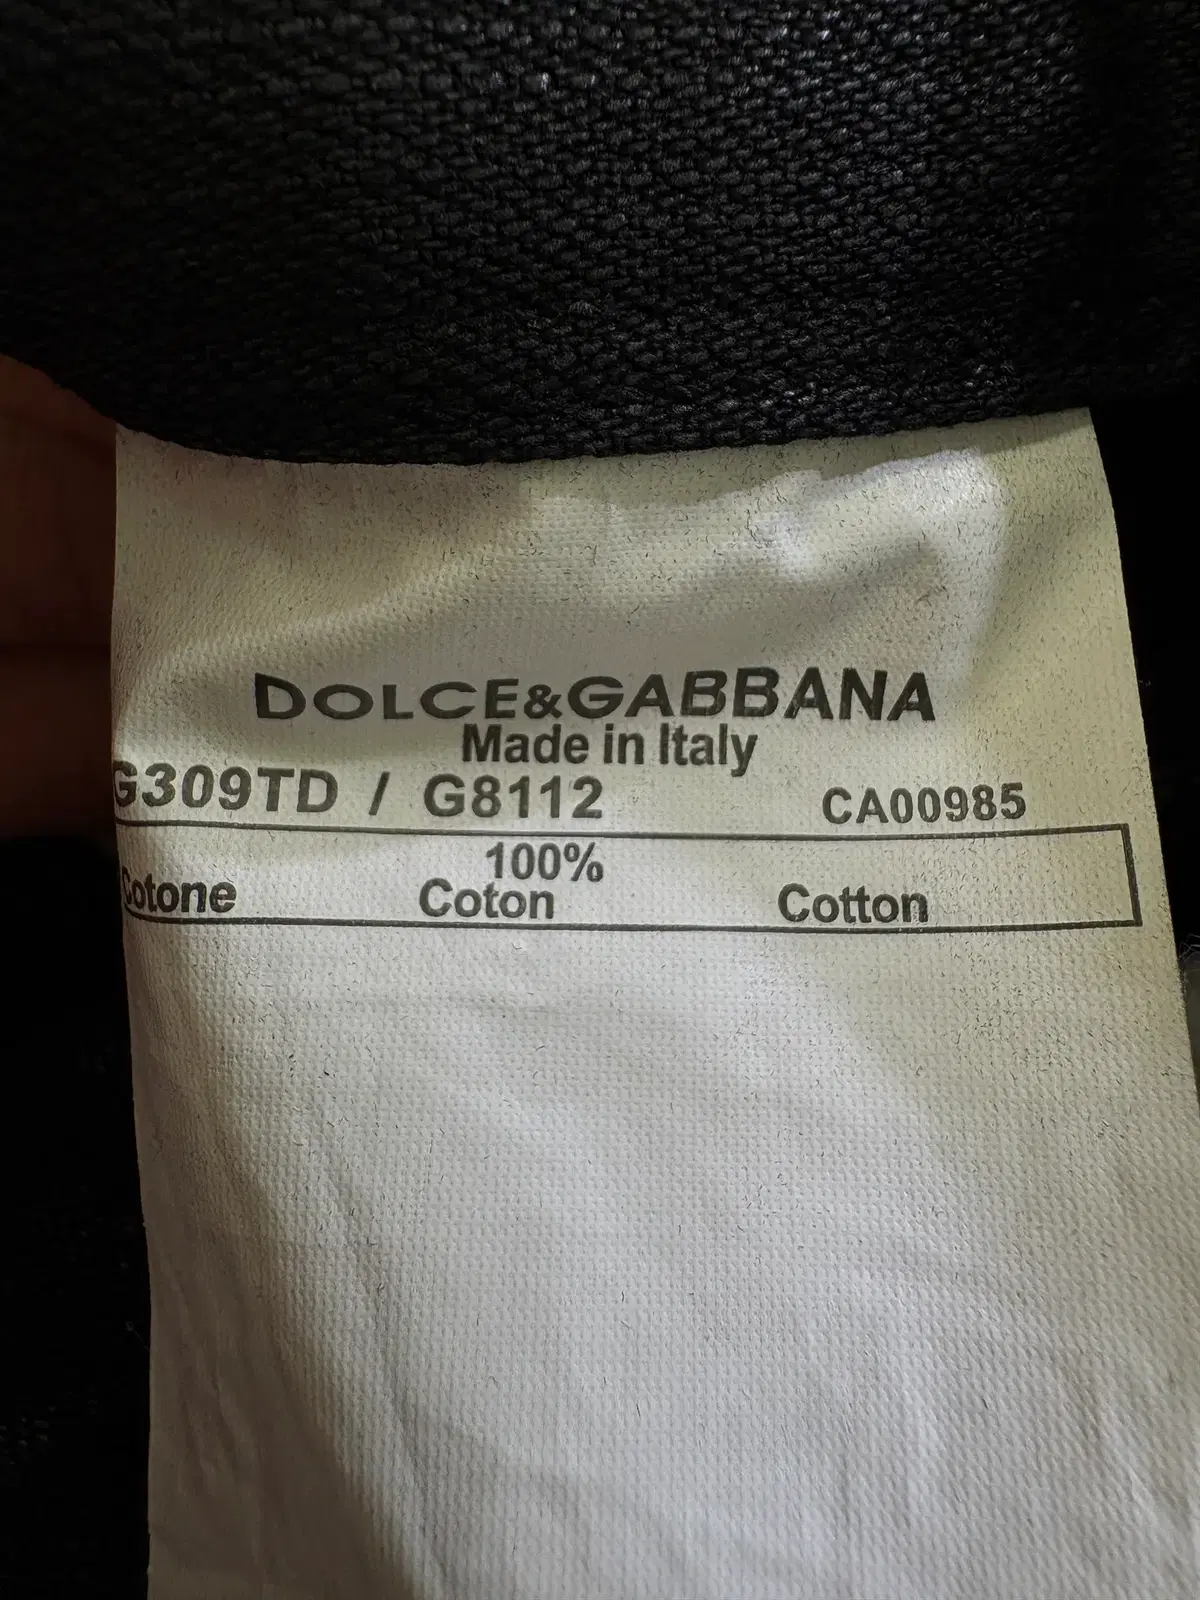 DOLCE&GABBANA
Made in Italy
G309TD / G8112 CA00985
100%
Cotone Coton Cotton